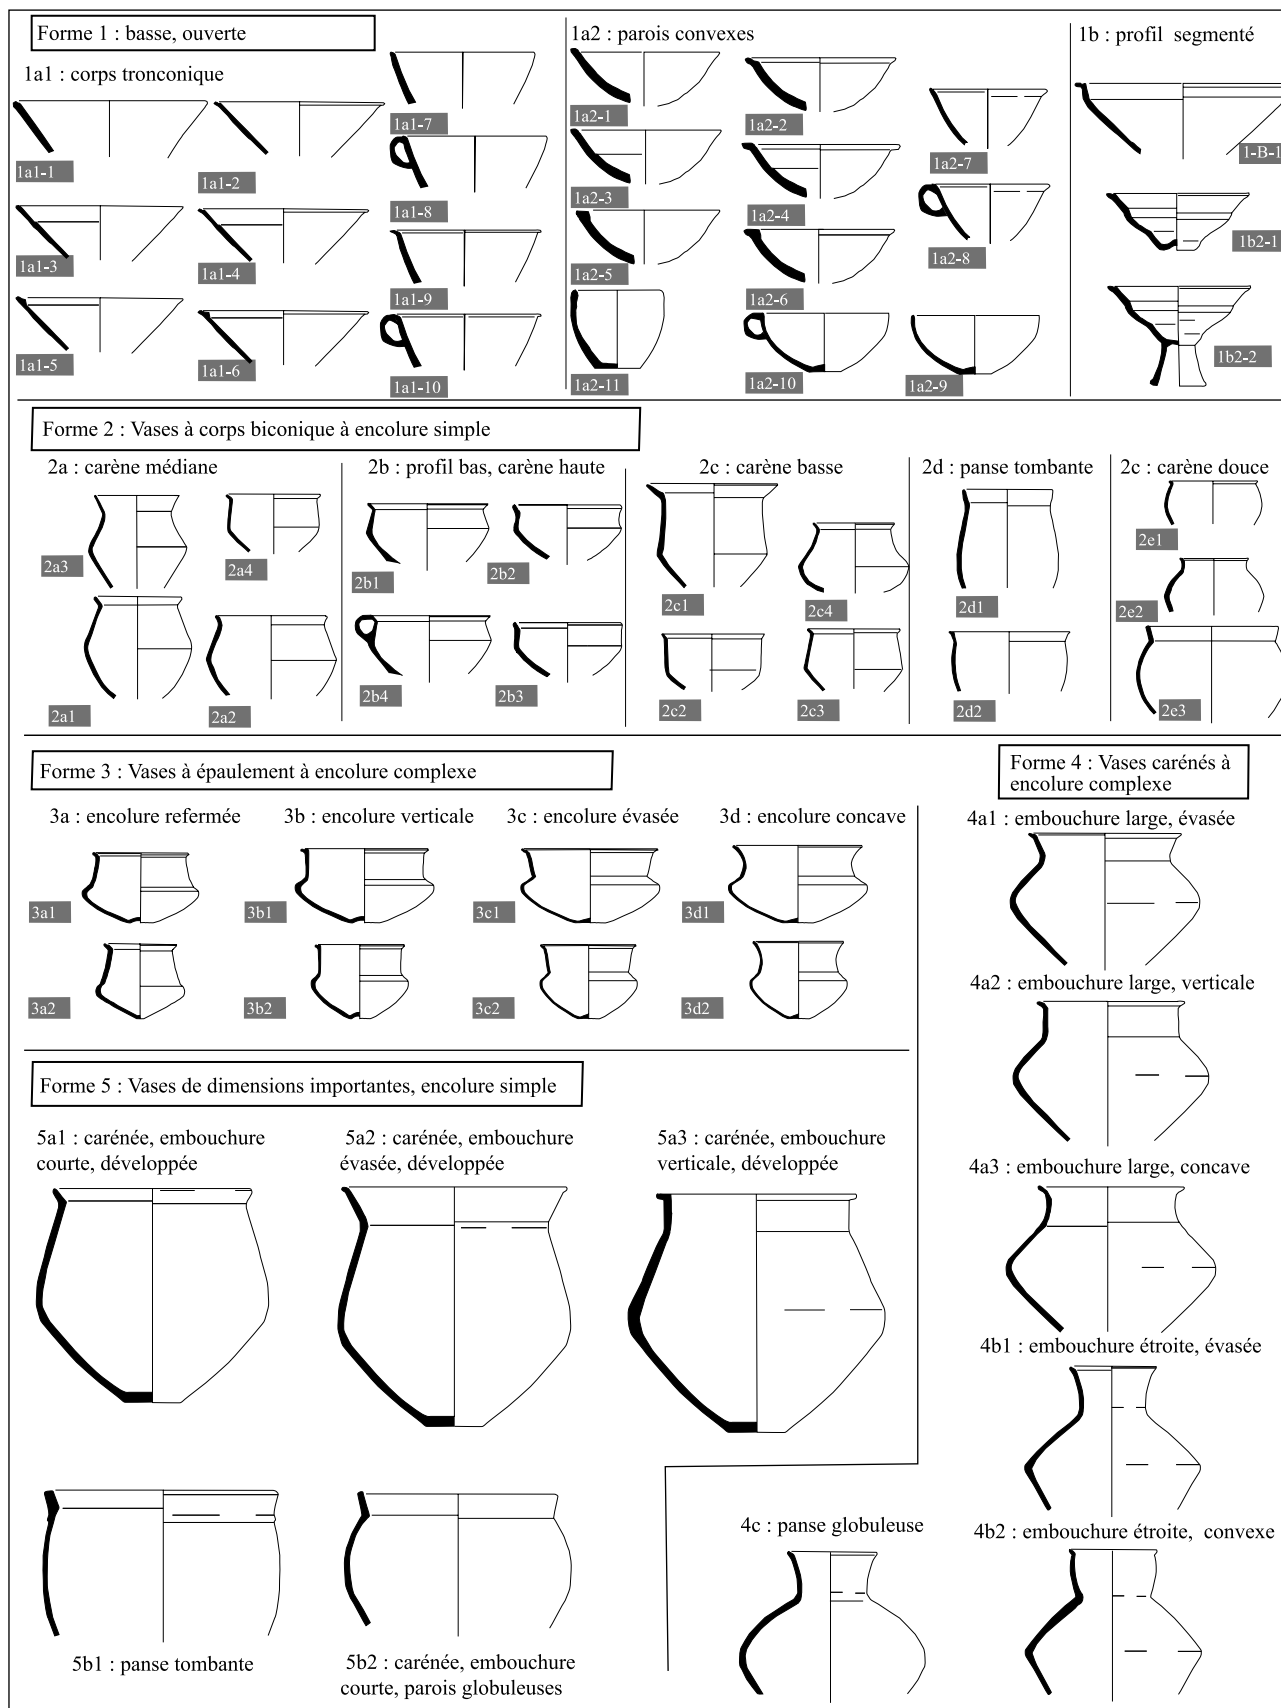 Forme 1 : basse, ouverte
1a1 : corps tronconique
1a1-1
1a1-2
1a1-3
1a1-4
1a1-5
1a1-6
1a1-7
1a1-8
1a1-9
1a1-10
1a2 : parois convexes
1a2-1
1a2-2
1a2-3
1a2-4
1a2-5
1a2-6
1a2-7
1a2-8
1a2-11
1a2-10
1a2-9
1b : profil segmenté
1-B-1
1b2-1
1b2-2
Forme 2 : Vases à corps biconique à encolure simple
2a : carène médiane
2a3
2a4
2a1
2a2
2b : profil bas, carène haute
2b1
2b2
2b4
2b3
2c : carène basse
2c1
2c4
2c2
2c3
2d : panse tombante
2d1
2d2
2c : carène douce
2e1
2e2
2e3
Forme 3 : Vases à épaulement à encolure complexe
3a : encolure refermée
3b : encolure verticale
3c : encolure évasée
3d : encolure concave
3a1
3b1
3c1
3d1
3a2
3b2
3c2
3d2
Forme 4 : Vases carénés à
encolure complexe
4a1 : embouchure large, évasée
4a2 : embouchure large, verticale
4a3 : embouchure large, concave
4b1 : embouchure étroite, évasée
4b2 : embouchure étroite, convexe
4c : panse globuleuse
Forme 5 : Vases de dimensions importantes, encolure simple
5a1 : carénée, embouchure
courte, développée
5a2 : carénée, embouchure
évasée, développée
5a3 : carénée, embouchure
verticale, développée
5b1 : panse tombante
5b2 : carénée, embouchure
courte, parois globuleuses